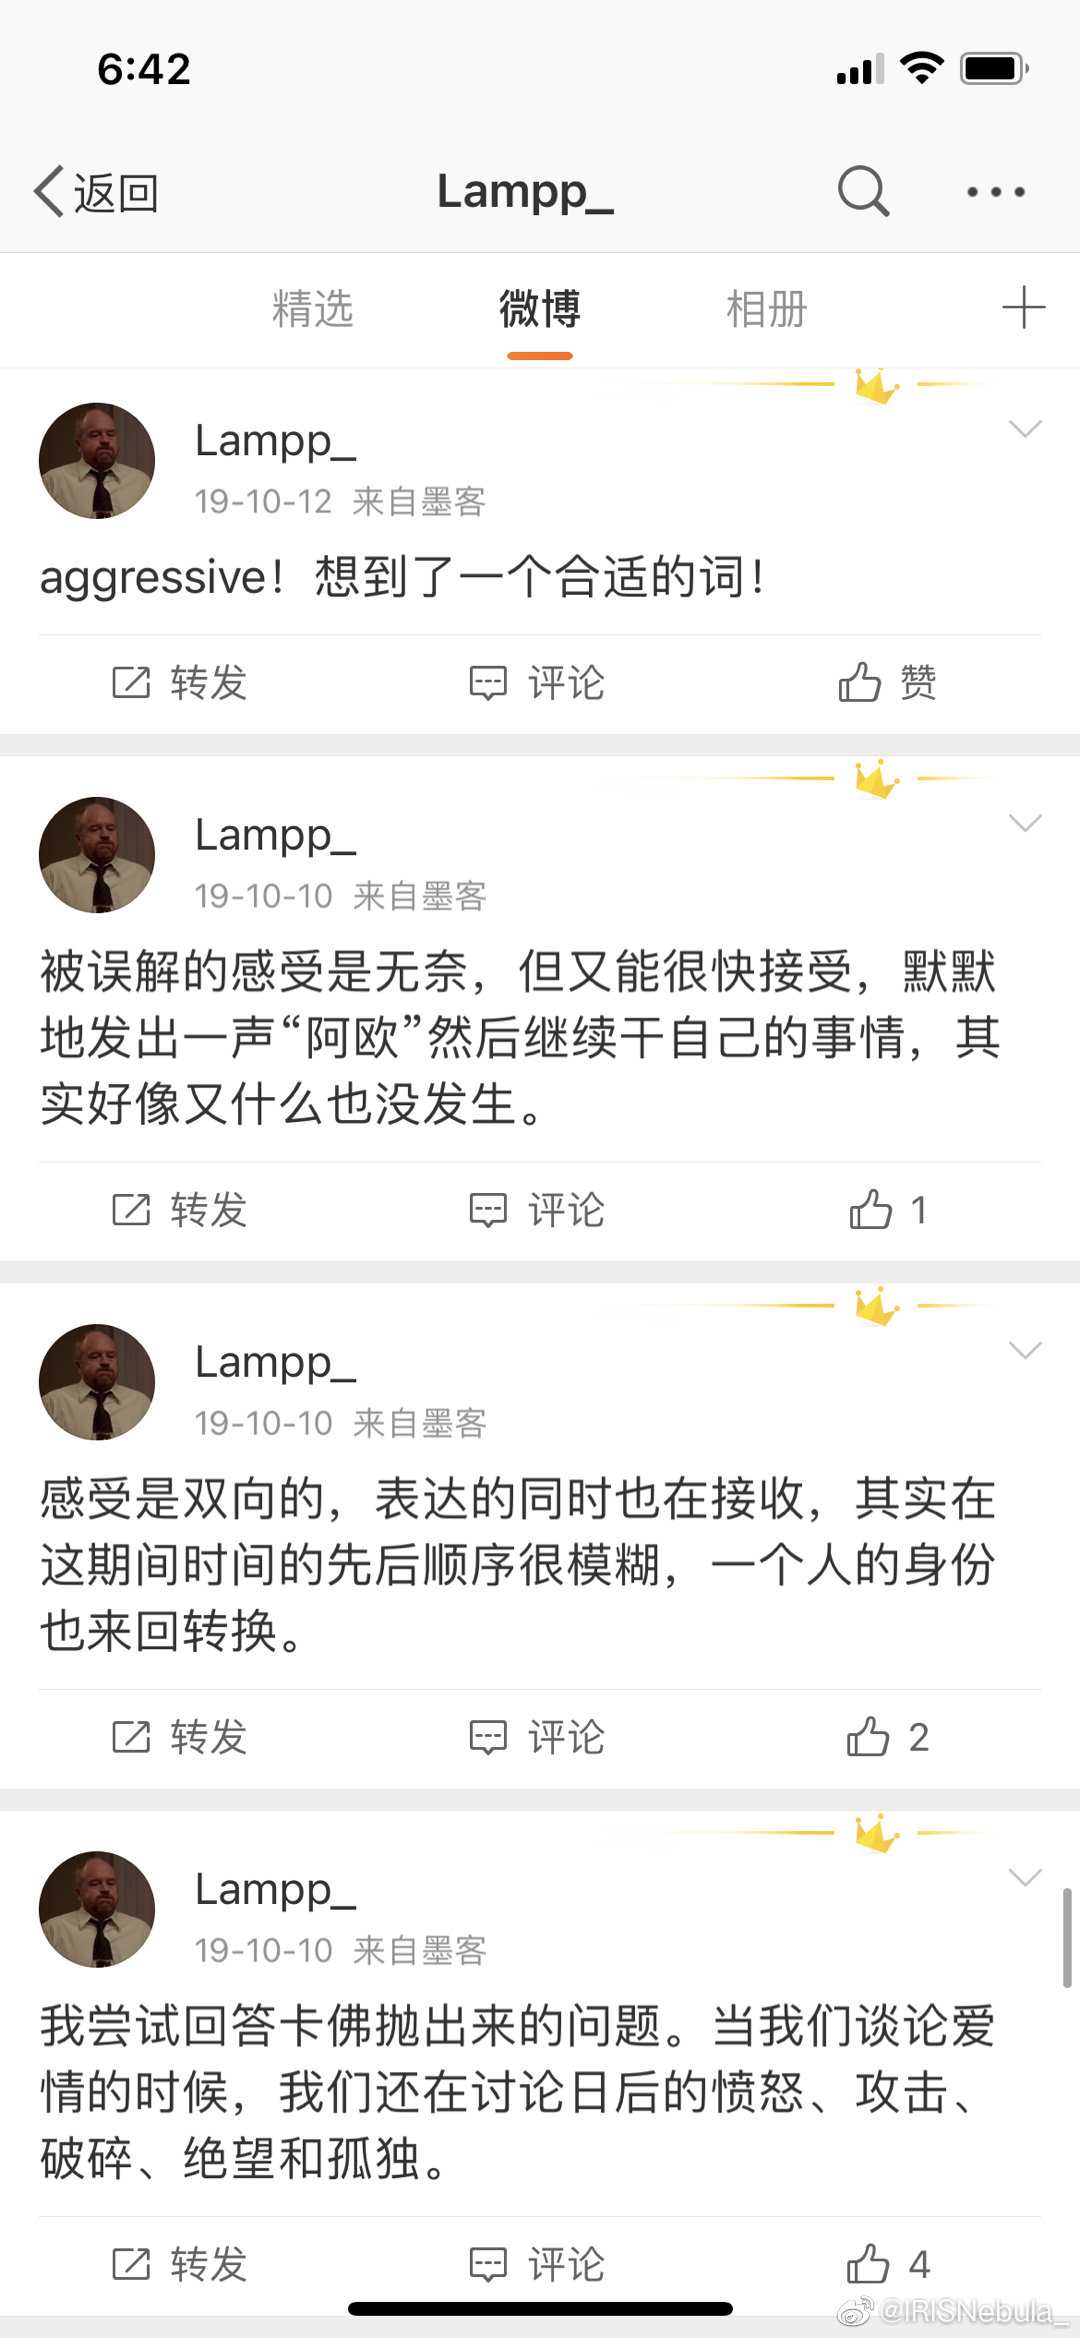 6:42
返回
Lampp_
精选 微博 相册
Lampp_
19-10-12 来自墨客
aggressive！想到了一个合适的词！
转发 评论 赞
Lampp_
19-10-10 来自墨客
被误解的感受是无奈，但又能很快接受，默默
地发出一声“阿欧”然后继续干自己的事情，其
实好像又什么也没发生。
转发 评论 1
Lampp_
19-10-10 来自墨客
感受是双向的，表达的同时也在接收，其实在
这期间时间的先后顺序很模糊，一个人的身份
也来回转换。
转发 评论 2
Lampp_
19-10-10 来自墨客
我尝试回答卡佛抛出来的问题。当我们谈论爱
情的时候，我们还在讨论日后的愤怒、攻击、
破碎、绝望和孤独。
转发 评论 4
@IRISNebula_